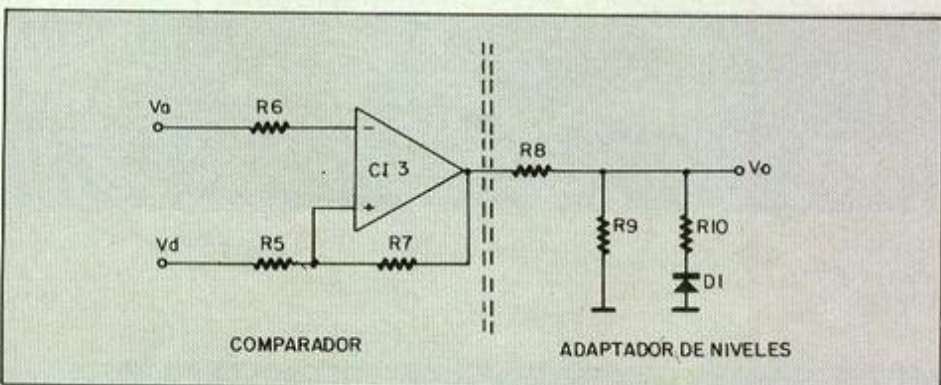 Va
R6
−
CI 3
+
Vd
R5
R7
R8
Vo
R9
R10
D1
COMPARADOR
ADAPTADOR DE NIVELES